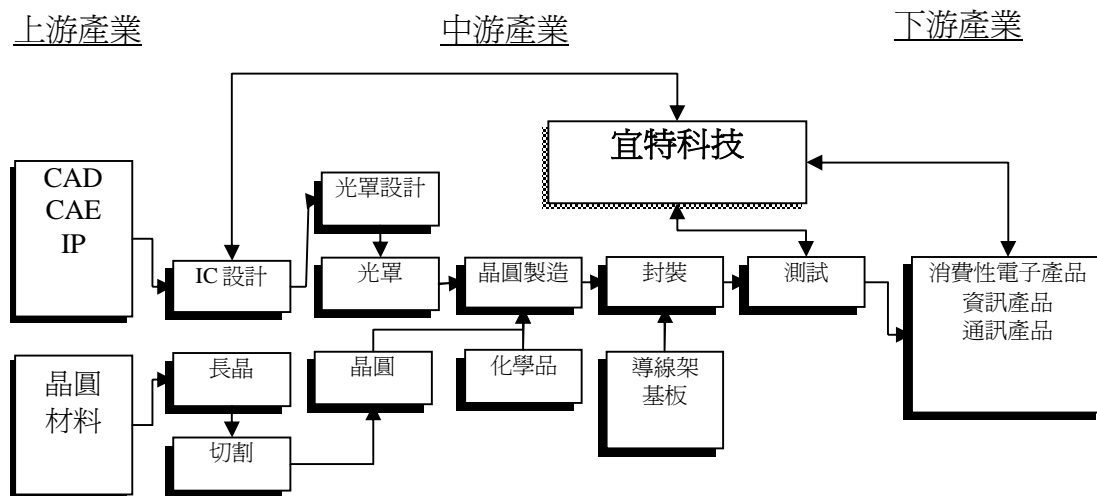 上游產業
中游產業
下游產業
宜特科技
CAD
CAE
IP
光罩設計
IC 設計
光罩
晶圓製造
封裝
測試
消費性電子產品
資訊產品
通訊產品
晶圓
材料
長晶
切割
晶圓
化學品
導線架
基板